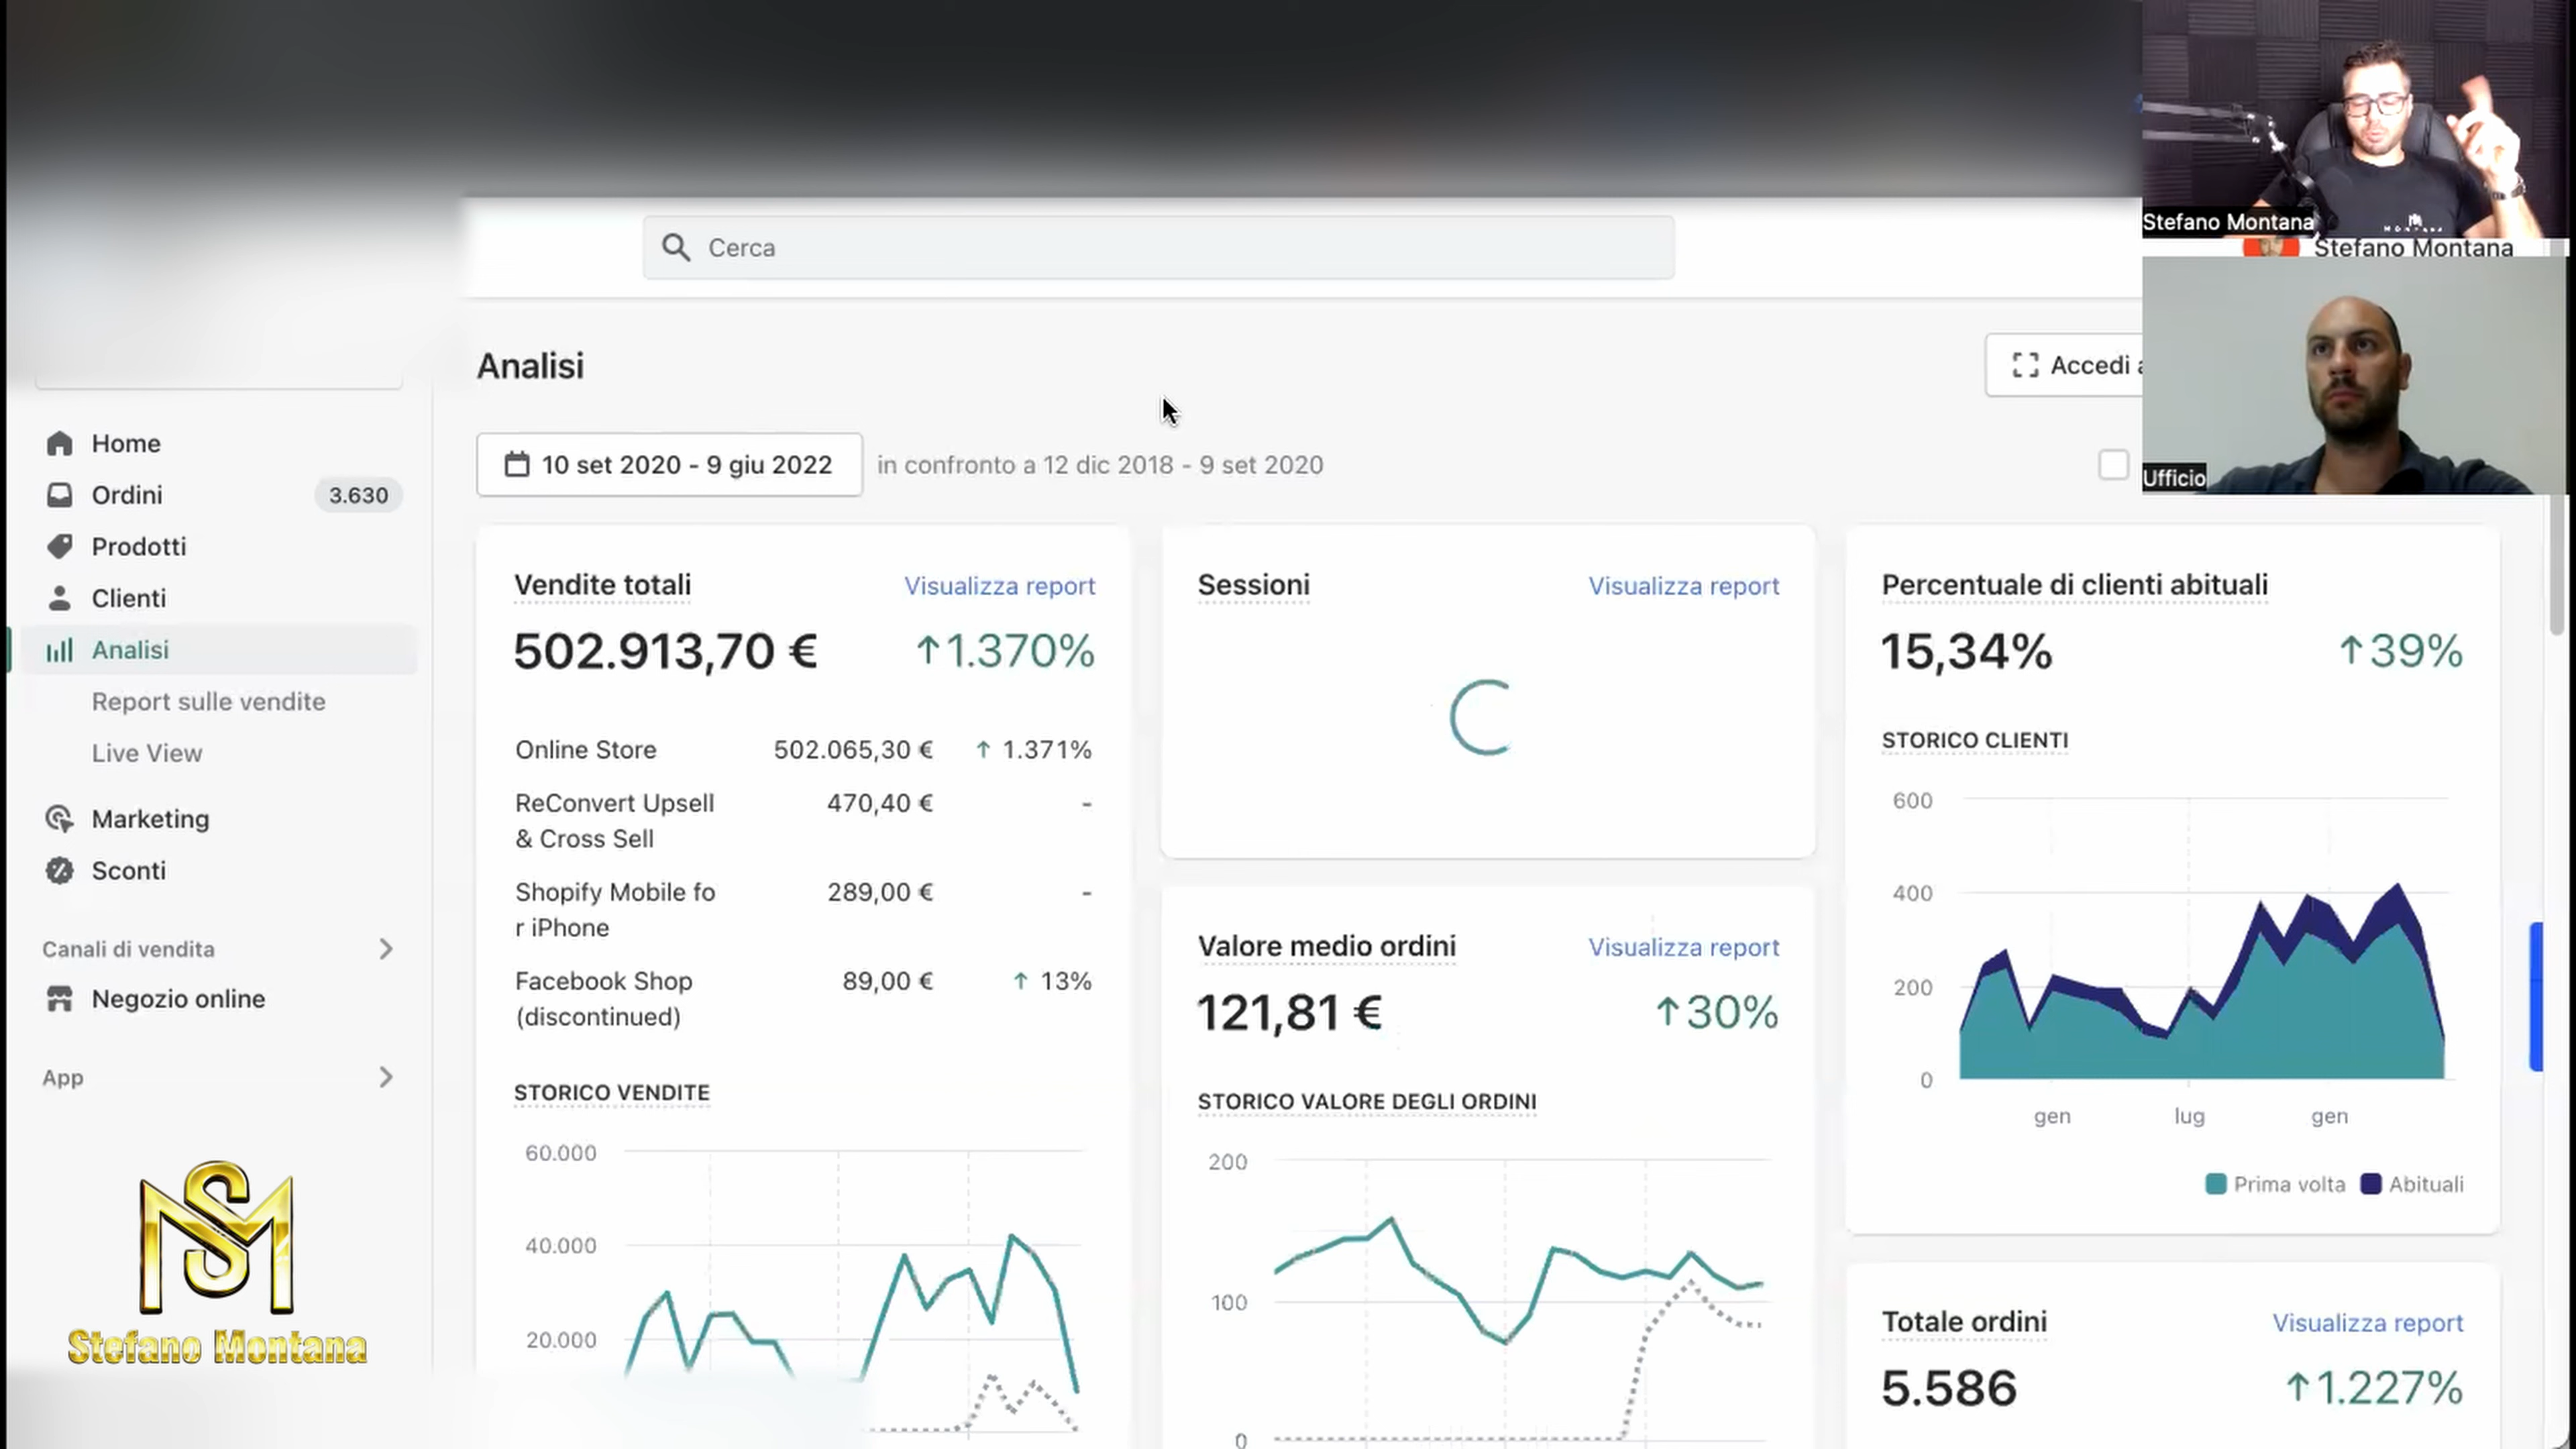 Stefano Montana
Cerca
Stefano Montana
Analisi
Accedi a
10 set 2020 - 9 giu 2022
in confronto a 12 dic 2018 - 9 set 2020
Ufficio
Home
Ordini
3.630
Prodotti
Clienti
Analisi
Report sulle vendite
Live View
Marketing
Sconti
Canali di vendita
Negozio online
App
Stefano Montana
Vendite totali
Visualizza report
502.913,70 €
↑1.370%
Online Store
502.065,30 €
↑ 1.371%
ReConvert Upsell
& Cross Sell
470,40 €
-
Shopify Mobile fo
r iPhone
289,00 €
-
Facebook Shop
(discontinued)
89,00 €
↑ 13%
STORICO VENDITE
60.000
40.000
20.000
Sessioni
Visualizza report
Valore medio ordini
Visualizza report
121,81 €
↑30%
STORICO VALORE DEGLI ORDINI
200
100
0
Percentuale di clienti abituali
15,34%
↑39%
STORICO CLIENTI
600
400
200
0
gen
lug
gen
Prima volta
Abituali
Totale ordini
Visualizza report
5.586
↑1.227%